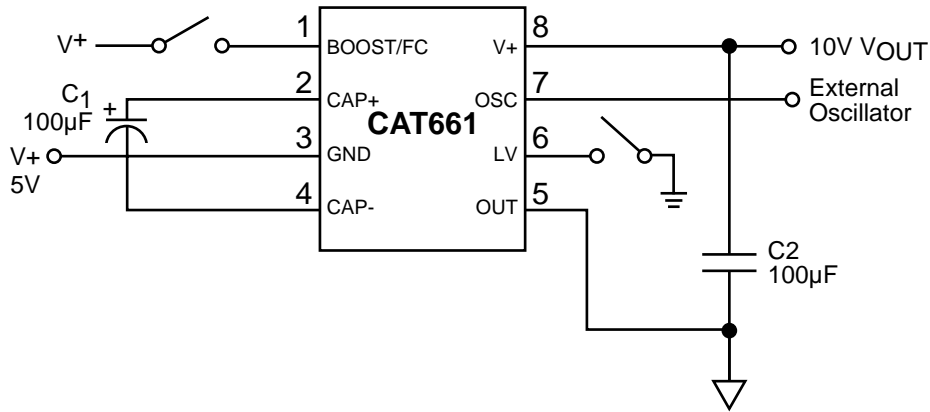 1
8
V+
BOOST/FC
V+
10V VOUT
2
7
External
Oscillator
C1
+
100µF
CAP+
OSC
CAT661
3
6
V+
5V
GND
LV
4
5
CAP-
OUT
C2
100µF